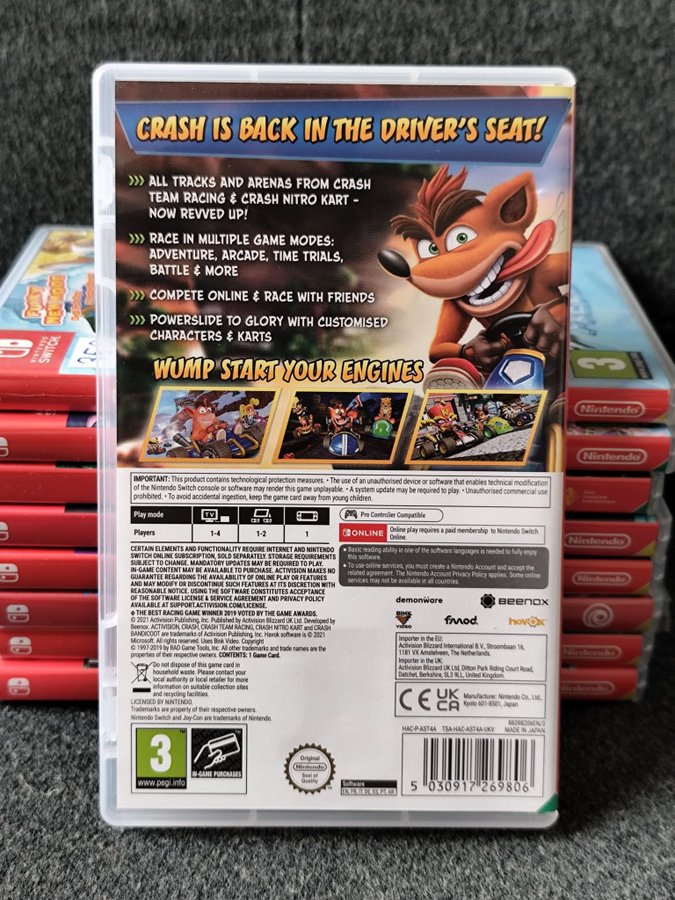 CRASH IS BACK IN THE DRIVER'S SEAT!
ALL TRACKS AND ARENAS FROM CRASH
TEAM RACING & CRASH NITRO KART –
NOW REVVED UP!
RACE IN MULTIPLE GAME MODES:
ADVENTURE, ARCADE, TIME TRIALS,
BATTLE & MORE
COMPETE ONLINE & RACE WITH FRIENDS
POWERSLIDE TO GLORY WITH CUSTOMISED
CHARACTERS & KARTS
WUMP START YOUR ENGINES
IMPORTANT: This product contains technological protection measures. • The use of an unauthorised device or software that enables technical modification
of the Nintendo Switch console or software may render this game unplayable. • A system update may be required to play. • Unauthorised commercial use
prohibited. • To avoid accidental ingestion, keep the game card away from young children.
Play mode TV
Players 1-4 1-2 1
Pro Controller Compatible
ONLINE Online play requires a paid membership to Nintendo Switch
Online.
• Basic reading ability in one of the software languages is needed to fully enjoy
this software.
• To use online services, you must create a Nintendo Account and accept the
related agreement. The Nintendo Account Privacy Policy applies. Some online
services may not be available in all countries.
CERTAIN ELEMENTS AND FUNCTIONALITY REQUIRE INTERNET AND NINTENDO
SWITCH ONLINE SUBSCRIPTION, SOLD SEPARATELY. STORAGE REQUIREMENTS
SUBJECT TO CHANGE. MANDATORY UPDATES MAY BE REQUIRED TO PLAY.
IN-GAME CONTENT MAY BE AVAILABLE TO PURCHASE. ACTIVISION MAKES NO
GUARANTEE REGARDING THE AVAILABILITY OF ONLINE PLAY OR FEATURES
AND MAY MODIFY OR DISCONTINUE SUCH FEATURES AT ITS DISCRETION WITH
REASONABLE NOTICE. USING THE SOFTWARE CONSTITUTES ACCEPTANCE
OF THE SOFTWARE LICENSE & SERVICE AGREEMENT AND PRIVACY POLICY
AVAILABLE AT SUPPORT.ACTIVISION.COM/LICENSE.
THE BEST RACING GAME WINNER 2019 VOTED BY THE GAME AWARDS.
© 2021 Activision Publishing, Inc. Published by Activision Blizzard UK Ltd. Developed by
Beenox. ACTIVISION, CRASH, CRASH TEAM RACING, CRASH NITRO KART and CRASH
BANDICOOT are trademarks of Activision Publishing, Inc. Havok software is © 2021
Microsoft. All rights reserved. Uses Bink Video. Copyright
© 1997-2019 by RAD Game Tools, Inc. All other trademarks and trade names are the
properties of their respective owners. CONTENTS: 1 Game Card.
Do not dispose of this game card in
household waste. Please contact your
local authority or local retailer for more
information on suitable collection sites
and recycling facilities.
LICENSED BY NINTENDO.
Trademarks are property of their respective owners.
Nintendo Switch and Joy-Con are trademarks of Nintendo.
demonware
BEENOX
BINK
VIDEO
fmod
havok
Importer in the EU:
Activision Blizzard International B.V., Stroombaan 16,
1181 VX Amstelveen, The Netherlands.
Importer in the UK:
Activision Blizzard UK Ltd, Ditton Park Riding Court Road,
Datchet, Berkshire, SL3 9LL, United Kingdom.
CE UK
CA
Manufacturer: Nintendo Co., Ltd.,
Kyoto 601-8501, Japan
88398206EN/3
HAC-P-AST4A TSA-HAC-AST4A-UKV MADE IN JAPAN
3
www.pegi.info
IN-GAME PURCHASES
Original
Nintendo
Seal of
Quality
Software
5 030917 269806
NINTENDO
SWITCH
3
Nintendo
Nintendo
Nintendo
Nintendo
Nintendo
Nintendo